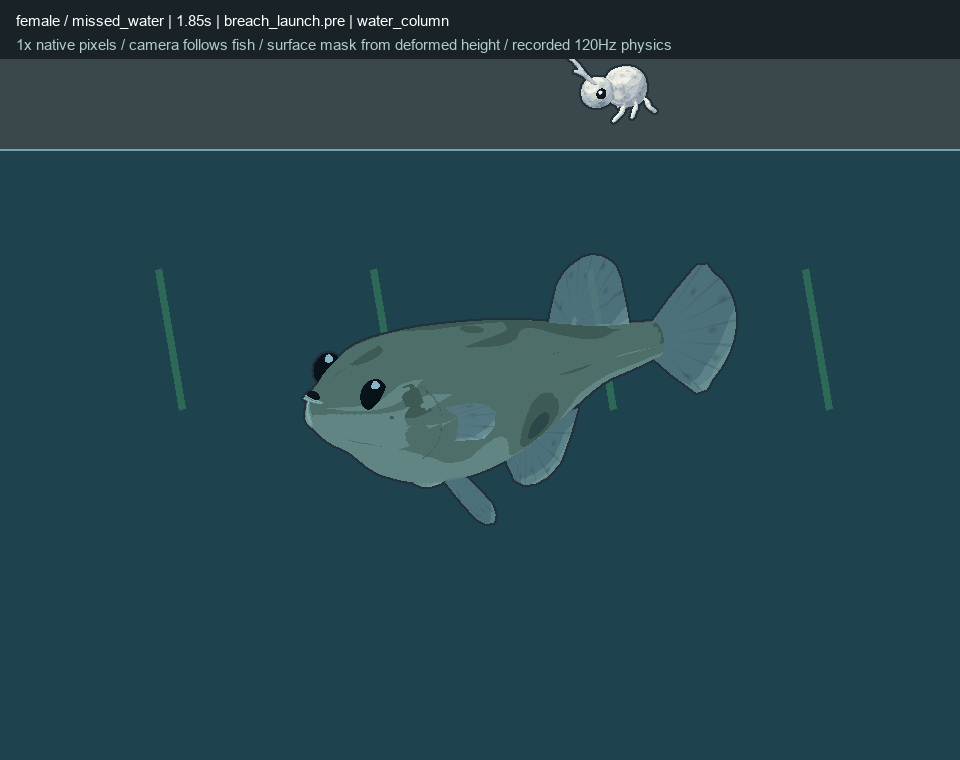 female / missed_water | 1.85s | breach_launch.pre | water_column
1x native pixels / camera follows fish / surface mask from deformed height / recorded 120Hz physics